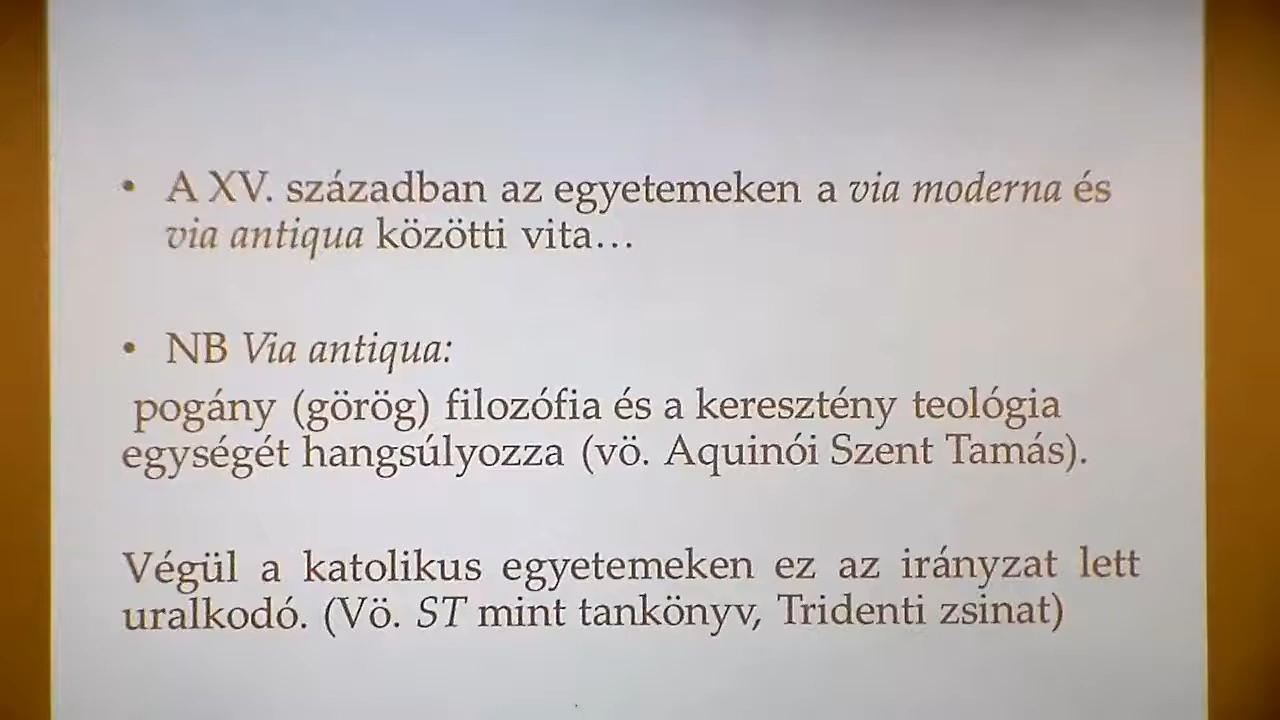 • A XV. században az egyetemeken a via moderna és
via antiqua közötti vita…
• NB Via antiqua:
pogány (görög) filozófia és a keresztény teológia
egységét hangsúlyozza (vö. Aquinói Szent Tamás).
Végül a katolikus egyetemeken ez az irányzat lett
uralkodó. (Vö. ST mint tankönyv, Tridenti zsinat)